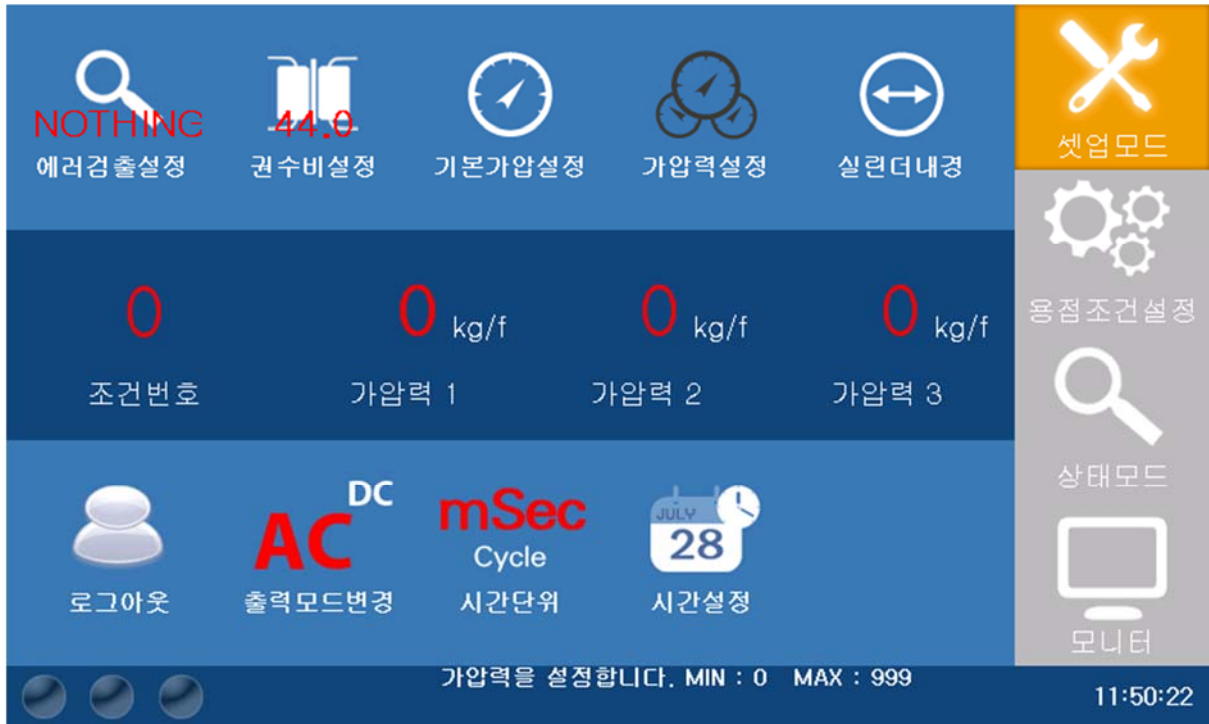 NOTHING
44.0
에러검출설정
권수비설정
기본가압설정
가압력설정
실린더내경
셋업모드
0
0 kg/f
0 kg/f
0 kg/f
조건번호
가압력 1
가압력 2
가압력 3
용접조건설정
상태모드
AC DC
mSec
Cycle
JULY
28
로그아웃
출력모드변경
시간단위
시간설정
모니터
가압력을 설정합니다. MIN : 0 MAX : 999
11:50:22